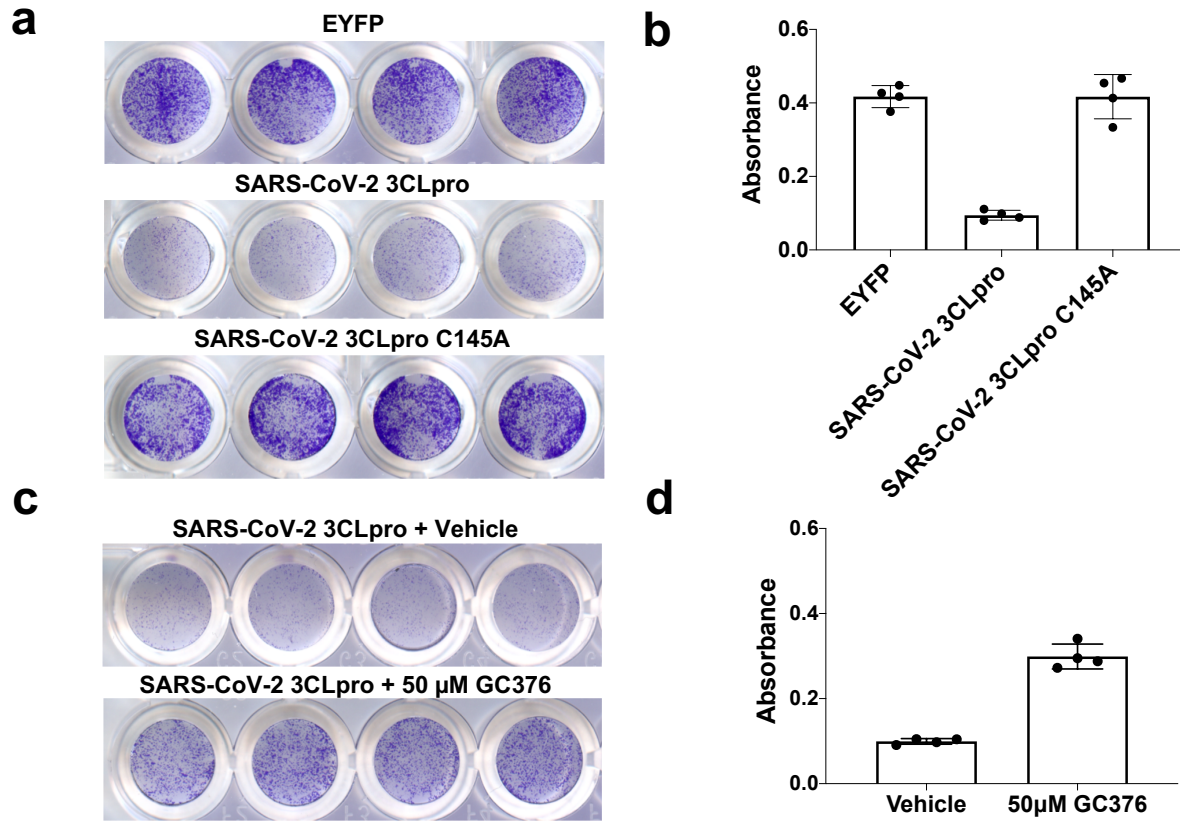 a
EYFP
SARS-CoV-2 3CLpro
SARS-CoV-2 3CLpro C145A
b
0.6
0.4
0.2
0.0
Absorbance
EYFP
SARS-CoV-2 3CLpro
SARS-CoV-2 3CLpro C145A
c
SARS-CoV-2 3CLpro + Vehicle
SARS-CoV-2 3CLpro + 50 µM GC376
d
0.6
0.4
0.2
0.0
Absorbance
Vehicle
50µM GC376